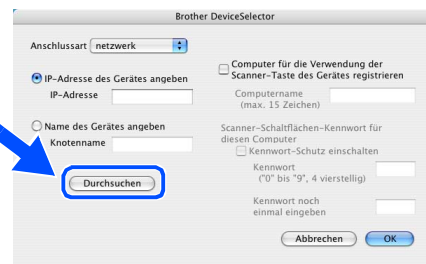 Brother DeviceSelector
Anschlussart netzwerk
IP-Adresse des Gerätes angeben
IP-Adresse
Name des Gerätes angeben
Knotenname
Durchsuchen
Computer für die Verwendung der
Scanner-Taste des Gerätes registrieren
Computername
(max. 15 Zeichen)
Scanner-Schaltflächen-Kennwort für
diesen Computer
Kennwort-Schutz einschalten
Kennwort
("0" bis "9", 4 vierstellig)
Kennwort noch
einmal eingeben
Abbrechen OK